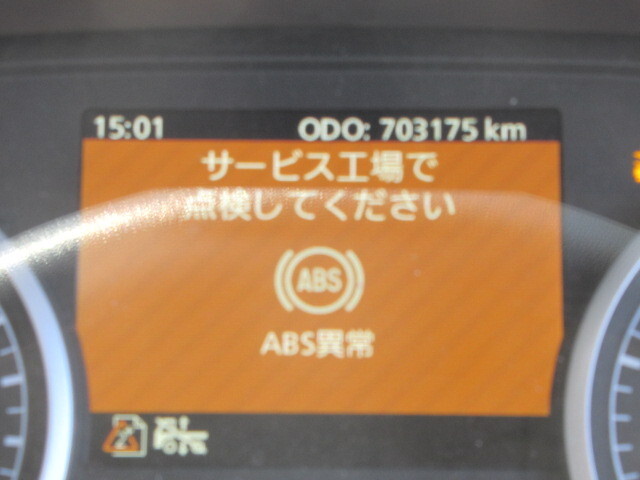 15:01 ODO: 703175 km
サービス工場で
点検してください
ABS
ABS異常